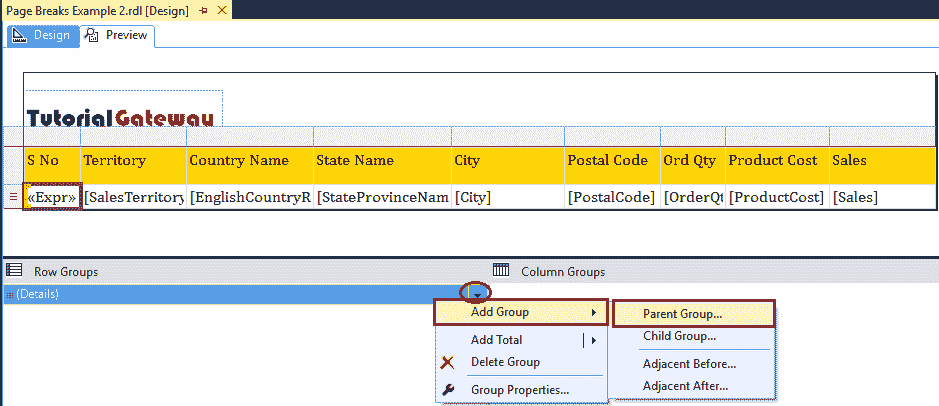 Page Breaks Example 2.rdl [Design]
Design Preview
TutorialGateway
S No Territory Country Name State Name City Postal Code Ord Qty Product Cost Sales
«Expr» [SalesTerritory [EnglishCountryR [StateProvinceNam [City] [PostalCode] [OrderQt [ProductCost] [Sales]
Row Groups Column Groups
(Details)
Add Group Parent Group...
Add Total Child Group...
Delete Group Adjacent Before...
Group Properties... Adjacent After...